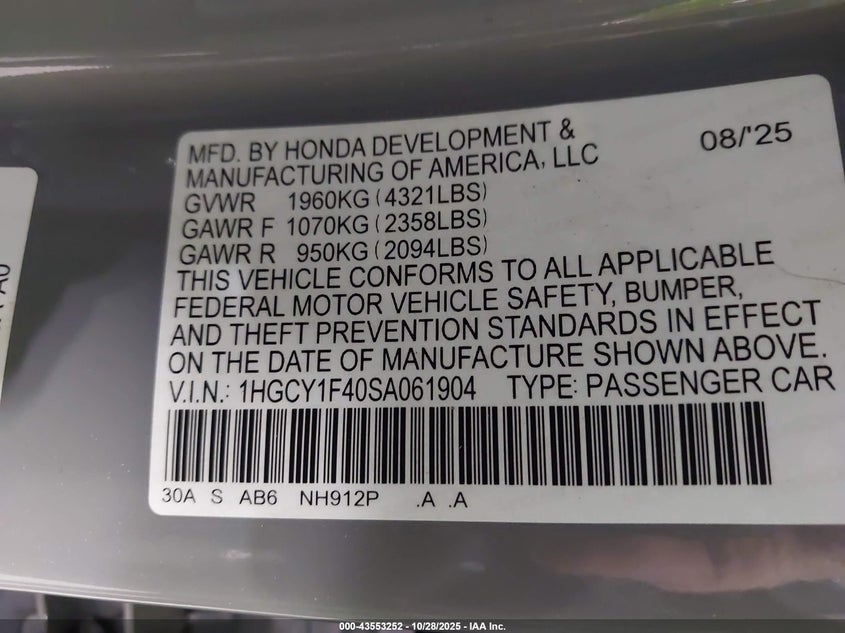 MFD. BY HONDA DEVELOPMENT & 08/'25
MANUFACTURING OF AMERICA, LLC
GVWR 1960KG (4321LBS)
GAWR F 1070KG (2358LBS)
GAWR R 950KG (2094LBS)
THIS VEHICLE CONFORMS TO ALL APPLICABLE
FEDERAL MOTOR VEHICLE SAFETY, BUMPER,
AND THEFT PREVENTION STANDARDS IN EFFECT
ON THE DATE OF MANUFACTURE SHOWN ABOVE.
V.I.N.: 1HGCY1F40SA061904 TYPE: PASSENGER CAR
30A S AB6 NH912P .A .A
000-43553252 | 10/28/2025 - IAA Inc.